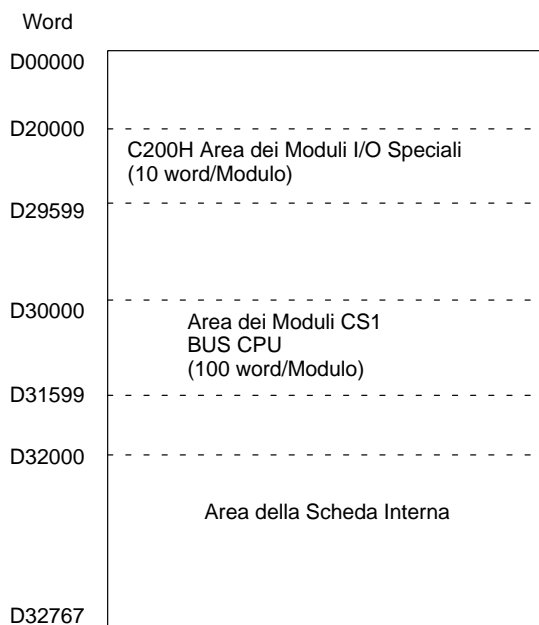 Word
D00000
D20000
C200H Area dei Moduli I/O Speciali
(10 word/Modulo)
D29599
D30000
Area dei Moduli CS1
BUS CPU
(100 word/Modulo)
D31599
D32000
Area della Scheda Interna
D32767